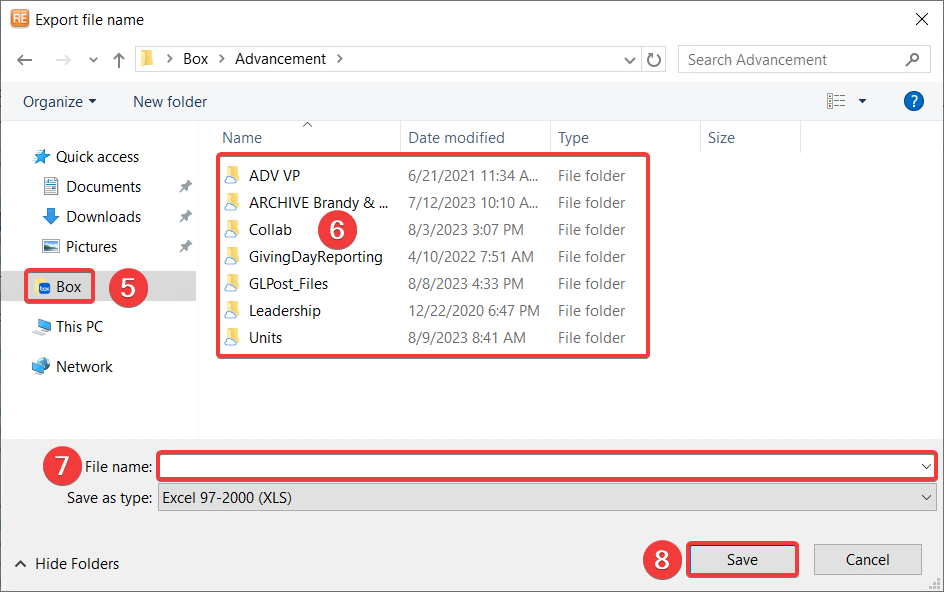 RE Export file name
Box Advancement
Search Advancement
Organize New folder ?
Name Date modified Type Size
Quick access
Documents
Downloads
Pictures
box Box 5
This PC
Network
ADV VP 6/21/2021 11:34 A... File folder
ARCHIVE Brandy & ... 7/12/2023 10:10 A... File folder
Collab 6 8/3/2023 3:07 PM File folder
GivingDayReporting 4/10/2022 7:51 AM File folder
GLPost_Files 8/8/2023 4:33 PM File folder
Leadership 12/22/2020 6:47 PM File folder
Units 8/9/2023 8:41 AM File folder
7 File name:
Save as type: Excel 97-2000 (XLS)
Hide Folders 8 Save Cancel